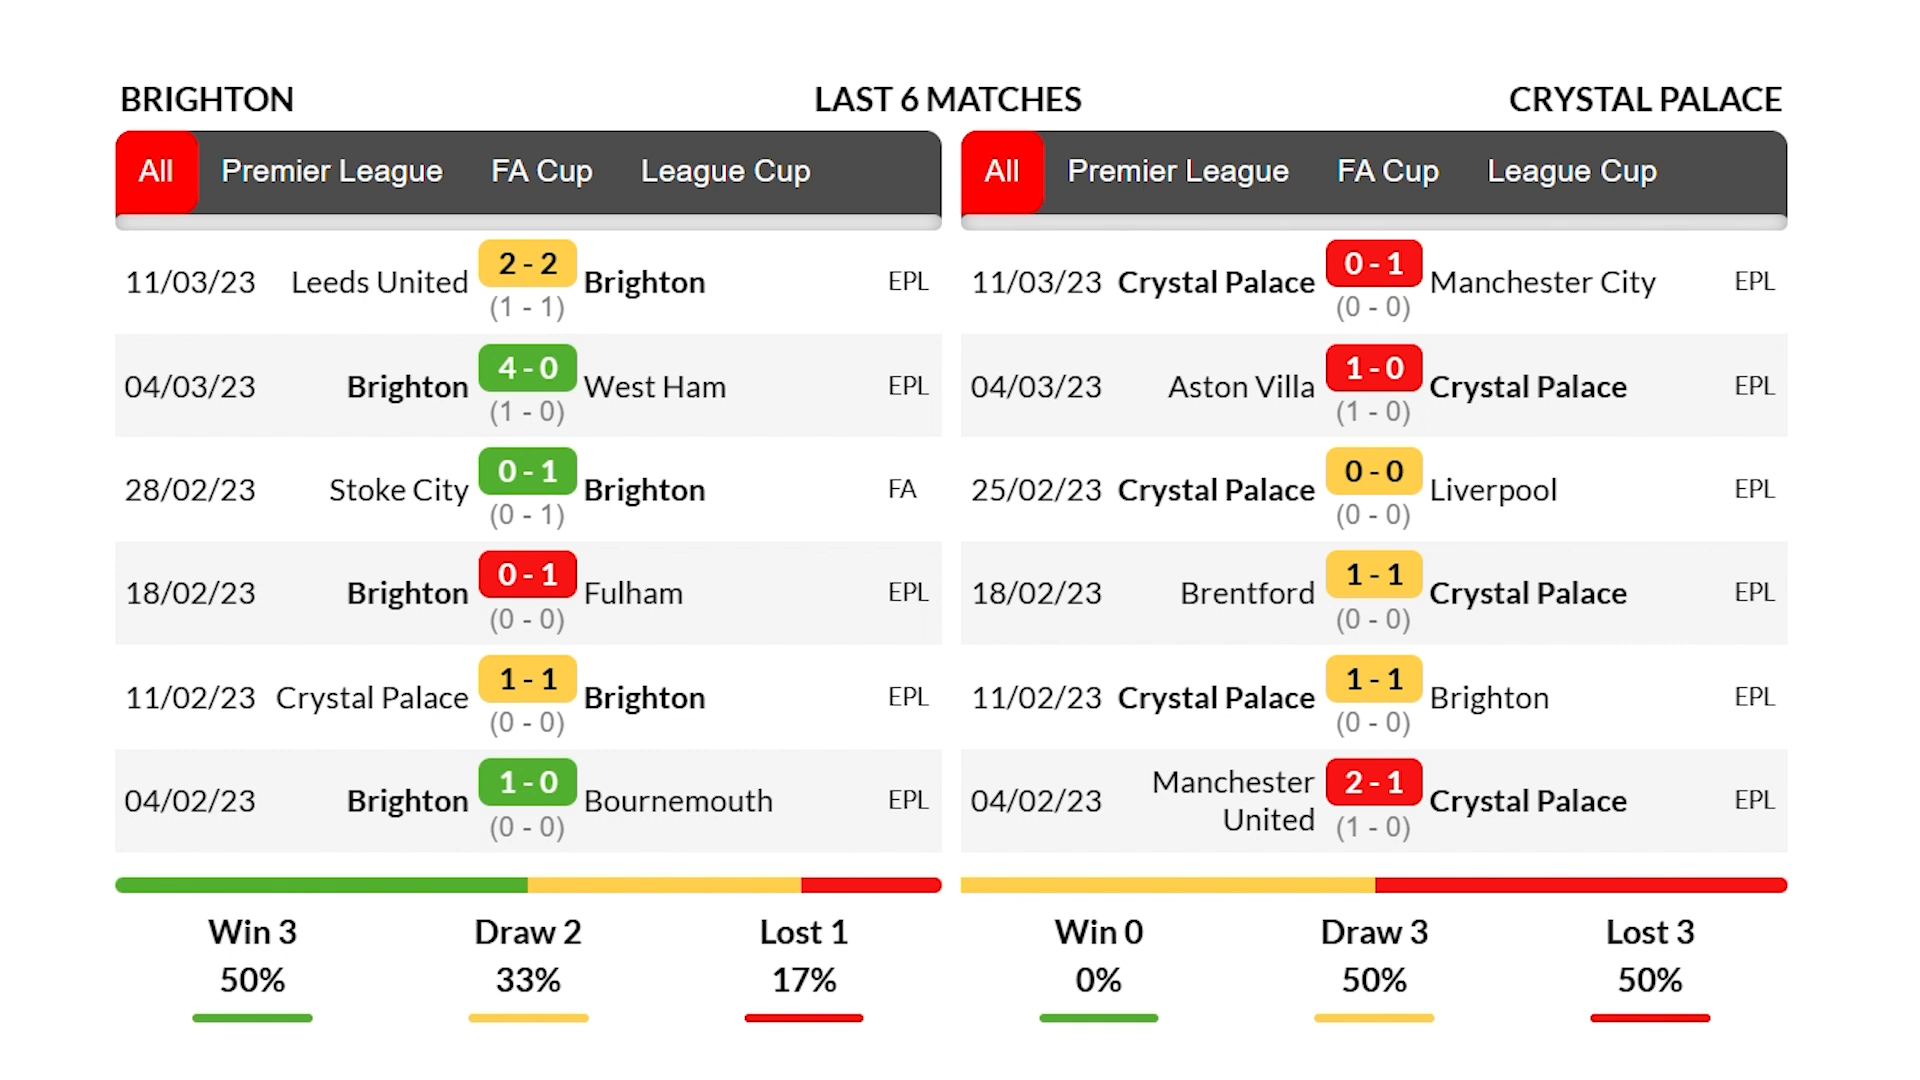 BRIGHTON LAST 6 MATCHES CRYSTAL PALACE
All Premier League FA Cup League Cup
11/03/23 Leeds United 2 - 2 (1 - 1) Brighton EPL
04/03/23 Brighton 4 - 0 (1 - 0) West Ham EPL
28/02/23 Stoke City 0 - 1 (0 - 1) Brighton FA
18/02/23 Brighton 0 - 1 (0 - 0) Fulham EPL
11/02/23 Crystal Palace 1 - 1 (0 - 0) Brighton EPL
04/02/23 Brighton 1 - 0 (0 - 0) Bournemouth EPL
Win 3 Draw 2 Lost 1
50% 33% 17%
All Premier League FA Cup League Cup
11/03/23 Crystal Palace 0 - 1 (0 - 0) Manchester City EPL
04/03/23 Aston Villa 1 - 0 (1 - 0) Crystal Palace EPL
25/02/23 Crystal Palace 0 - 0 (0 - 0) Liverpool EPL
18/02/23 Brentford 1 - 1 (0 - 0) Crystal Palace EPL
11/02/23 Crystal Palace 1 - 1 (0 - 0) Brighton EPL
04/02/23 Manchester United 2 - 1 (1 - 0) Crystal Palace EPL
Win 0 Draw 3 Lost 3
0% 50% 50%